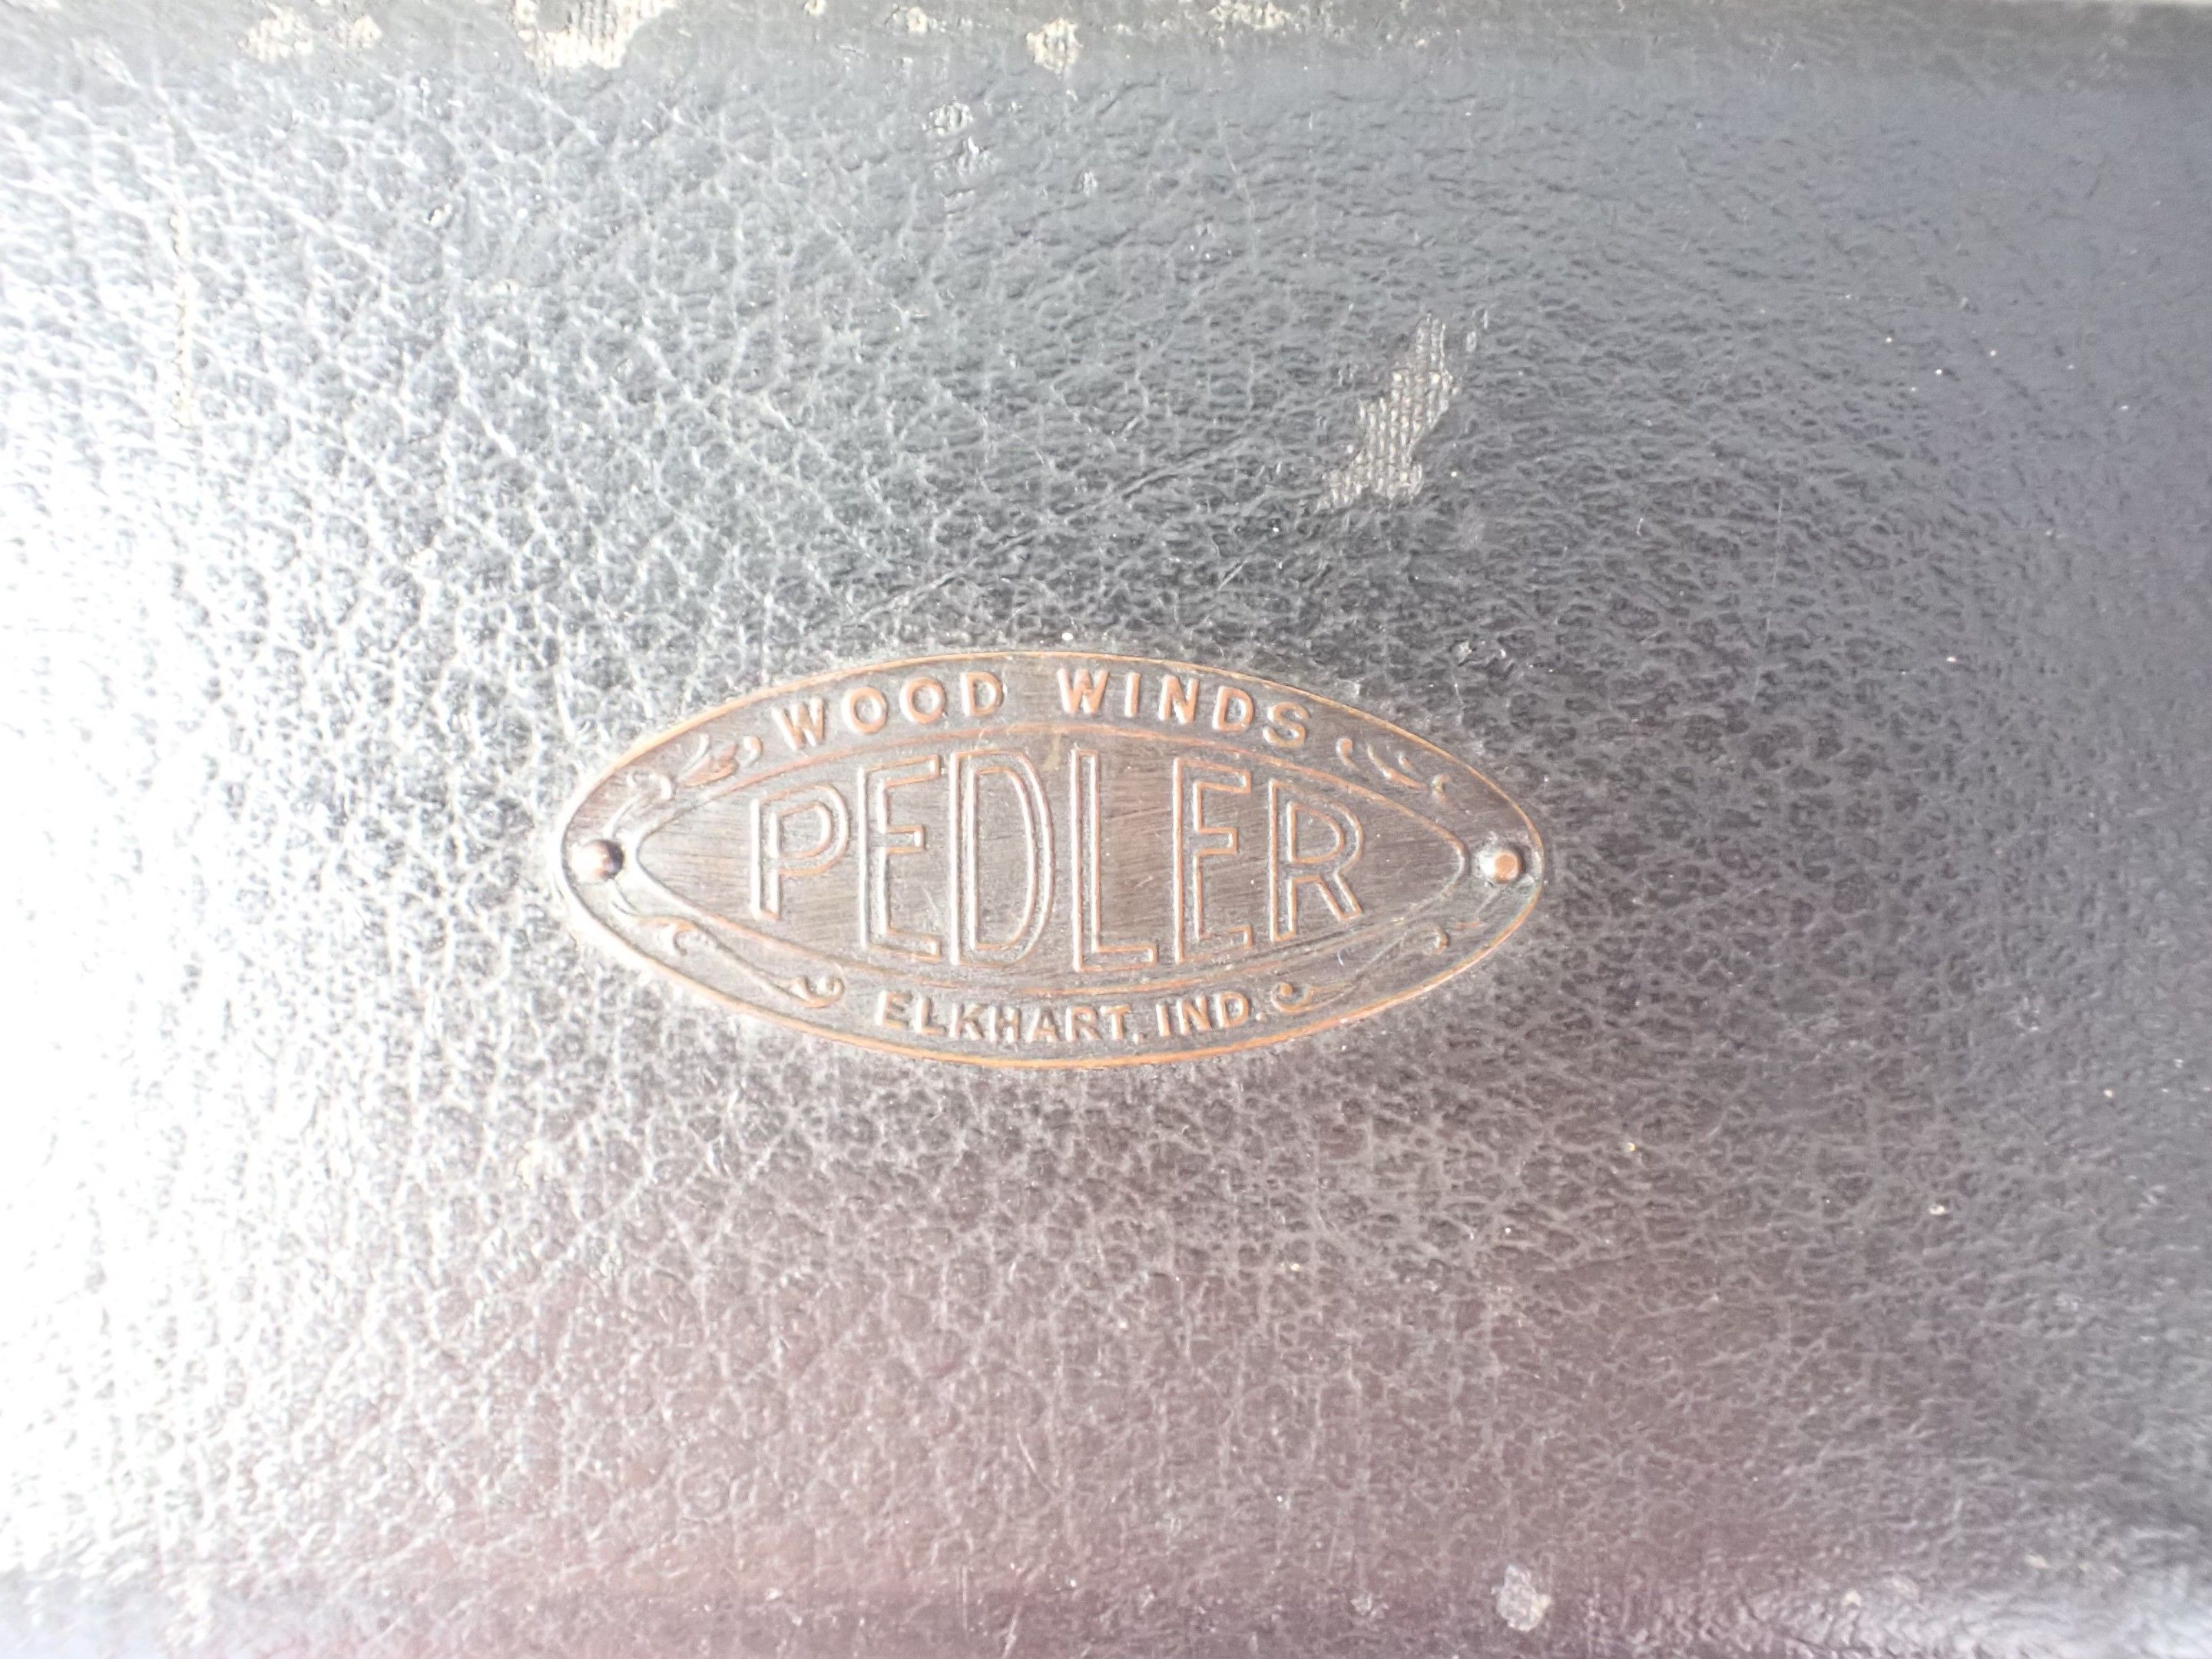 WOOD WINDS
PEDLER
ELKHART, IND.